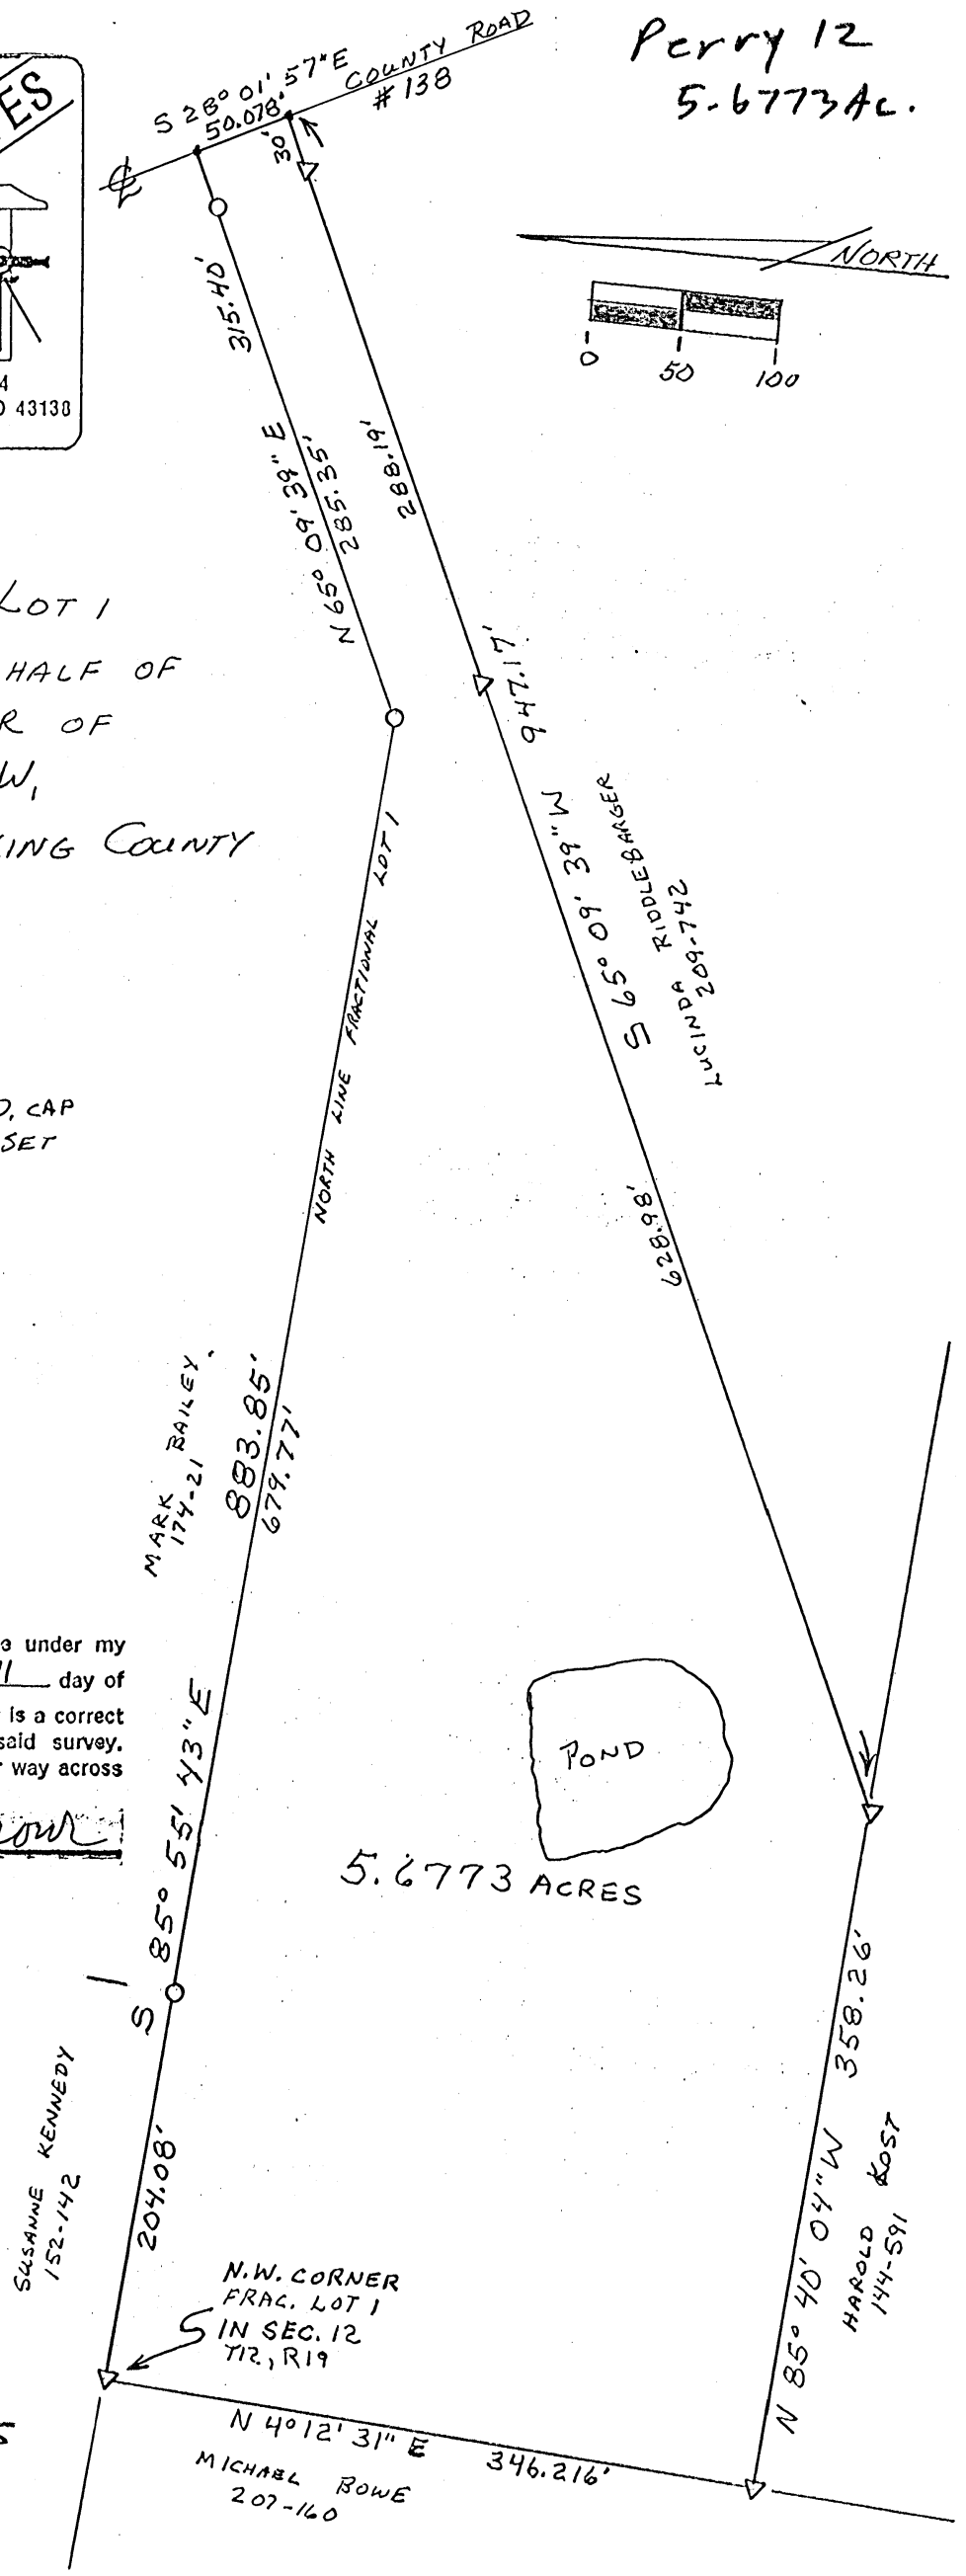 Perry 12
5.6773 Ac.
ES
4
43138
S 28° 01' 57" E
50.078'
COUNTY ROAD
# 138
30'
NORTH
0 50 100
315.40'
N 65° 09' 39" E
285.35'
288.19'
LOT 1
HALF OF
R OF
W,
KING COUNTY
947.17'
S 65° 09' 39" W
LUCINDA RIDDLEBARGER
209-742
NORTH LINE FRACTIONAL LOT 1
D, CAP
SET
628.98'
MARK BAILEY
174-21
883.85'
679.77'
S 85° 55' 43" E
e under my
11 day of
is a correct
said survey.
way across
POND
5.6773 ACRES
SUSANNE KENNEDY
152-142
204.08'
N 85° 40' 04" W 358.26'
HAROLD KOST
144-591
N.W. CORNER
FRAC. LOT 1
IN SEC. 12
T12, R19
N 4° 12' 31" E 346.216'
MICHAEL BOWE
207-160